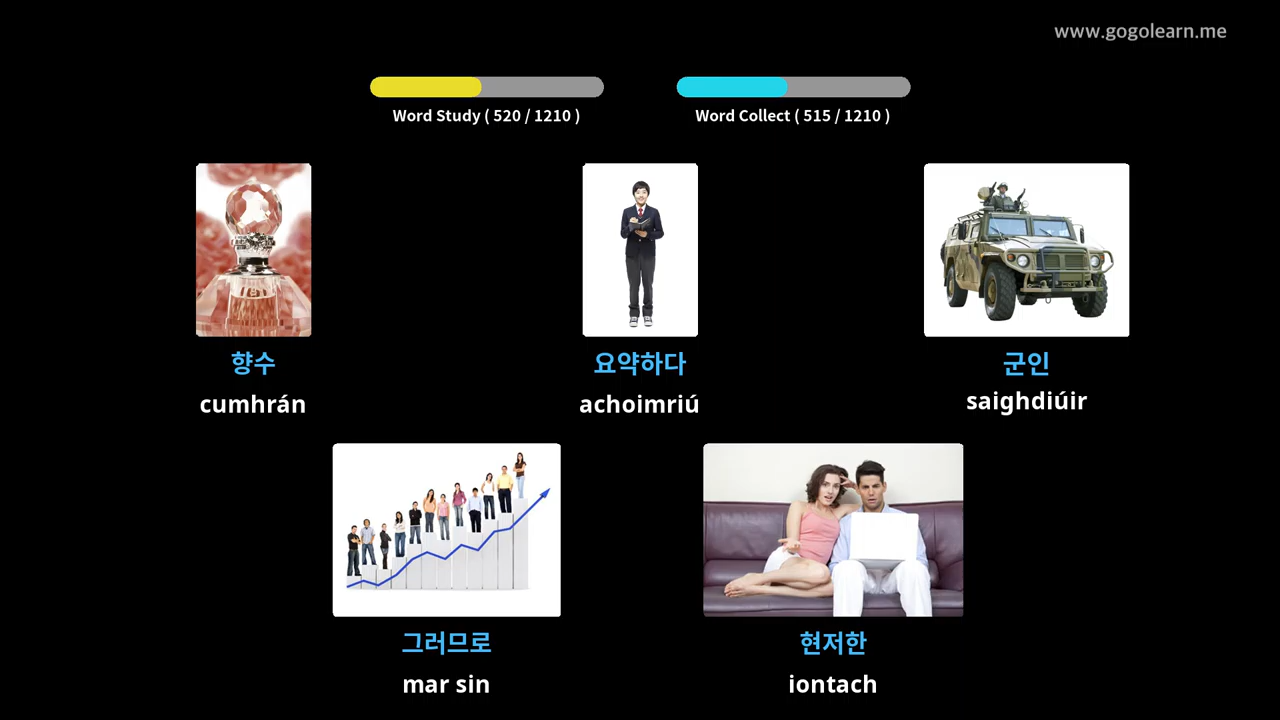 www.gogolearn.me
Word Study ( 520 / 1210 )
Word Collect ( 515 / 1210 )
향수
cumhrán
요약하다
achoimriú
군인
saighdiúir
그러므로
mar sin
현저한
iontach